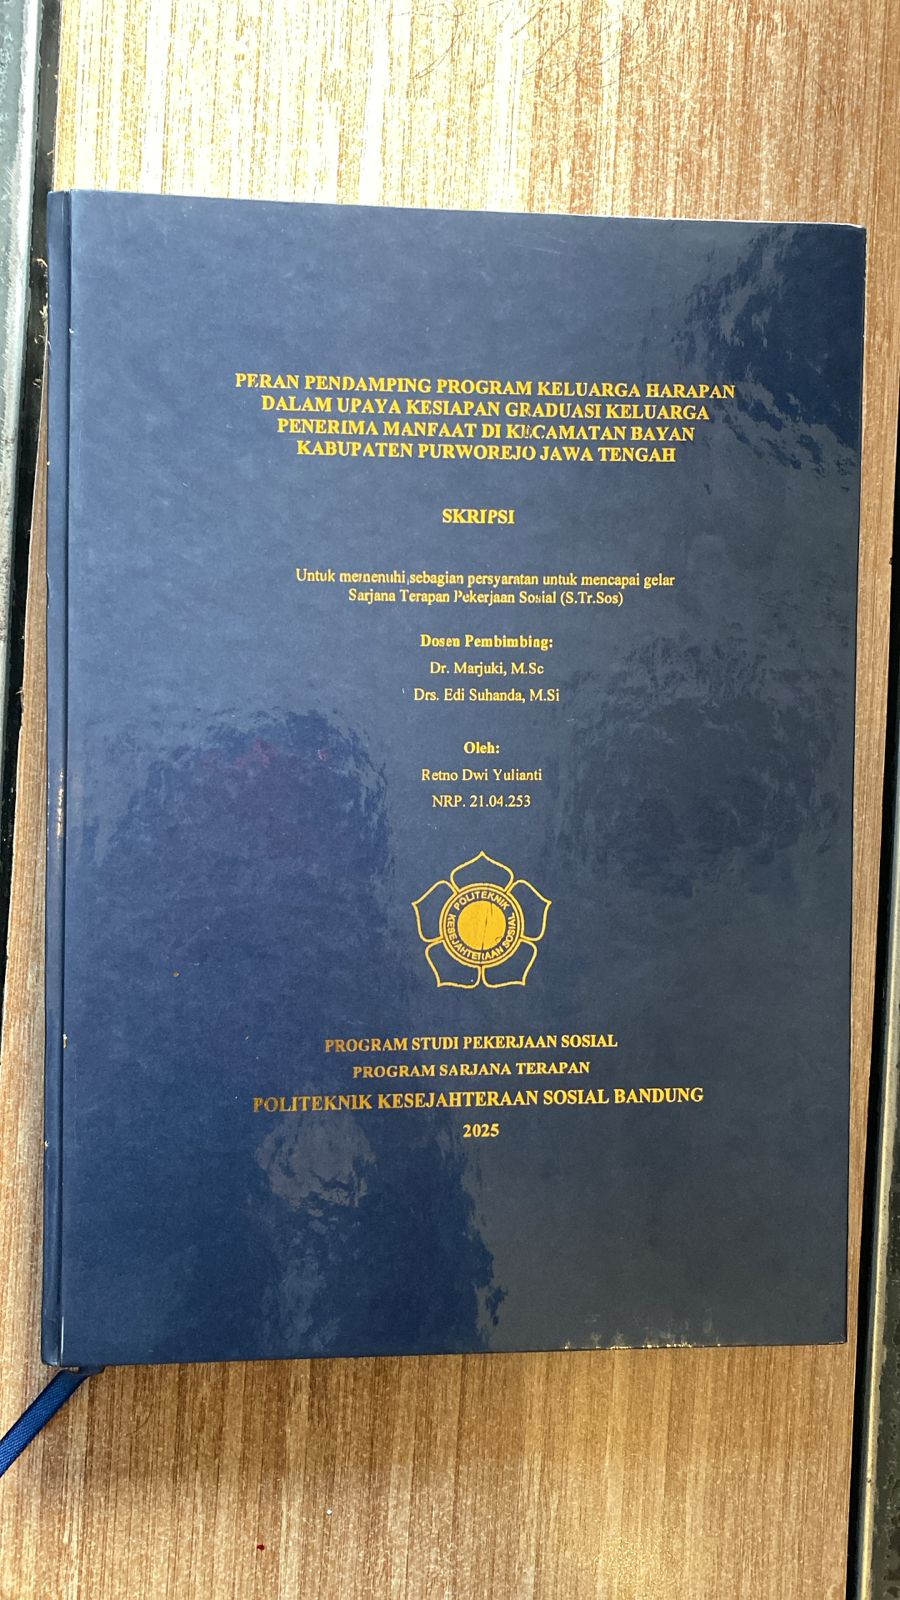 PERAN PENDAMPING PROGRAM KELUARGA HARAPAN
DALAM UPAYA KESIAPAN GRADUASI KELUARGA
PENERIMA MANFAAT DI KECAMATAN BAYAN
KABUPATEN PURWOREJO JAWA TENGAH
SKRIPSI
Untuk memenuhi sebagian persyaratan untuk mencapai gelar
Sarjana Terapan Pekerjaan Sosial (S.Tr.Sos)
Dosen Pembimbing:
Dr. Marjuki, M.Sc
Drs. Edi Suhanda, M.Si
Oleh:
Retno Dwi Yulianti
NRP. 21.04.253
POLITEKNIK
KESEJAHTERAAN SOSIAL
PROGRAM STUDI PEKERJAAN SOSIAL
PROGRAM SARJANA TERAPAN
POLITEKNIK KESEJAHTERAAN SOSIAL BANDUNG
2025